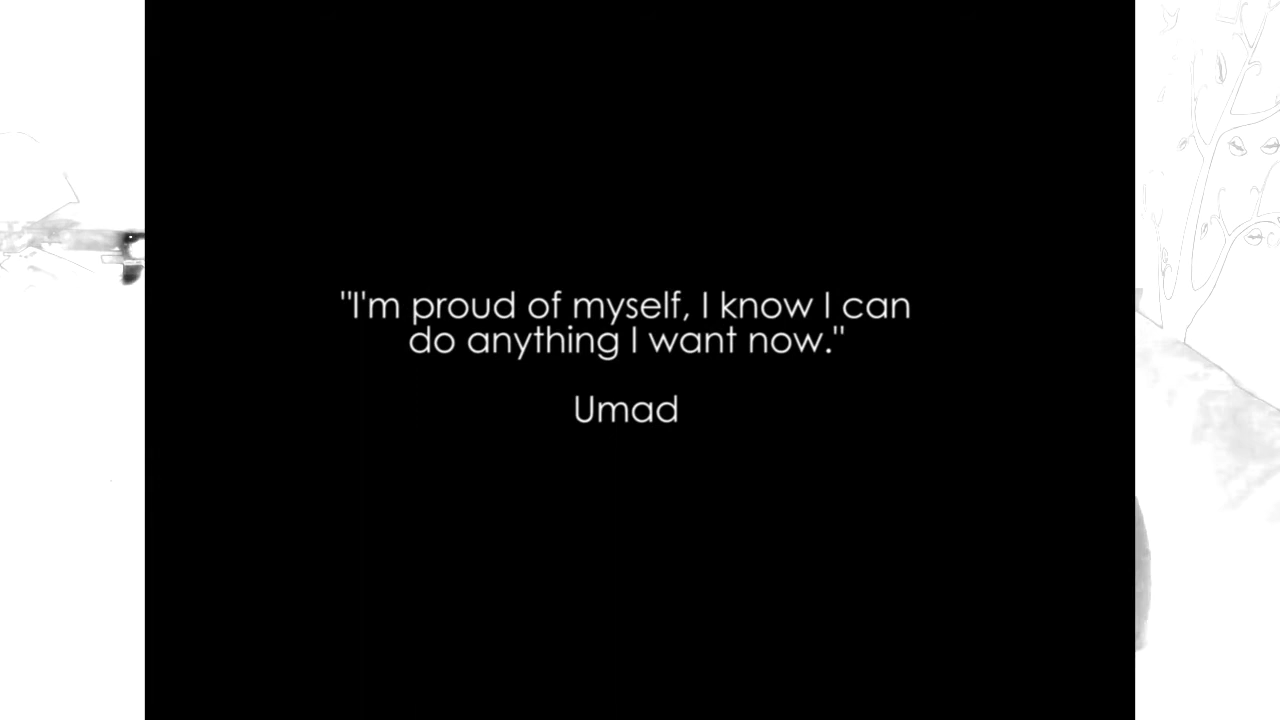 "I'm proud of myself, I know I can
do anything I want now."
Umad